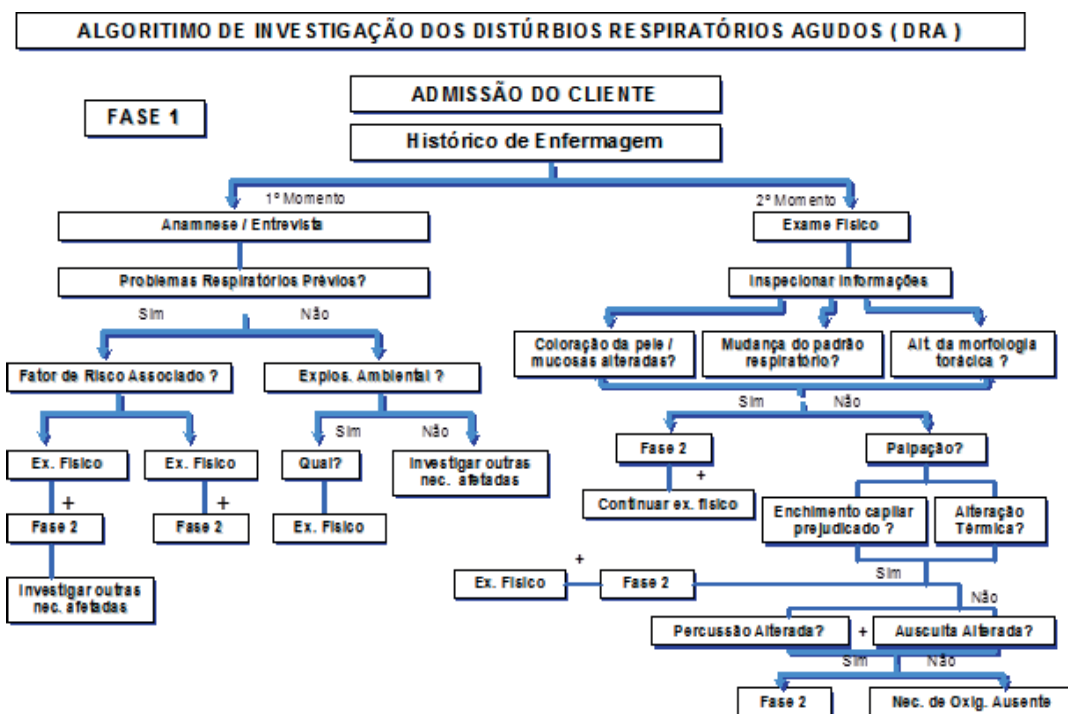 ALGORITIMO DE INVESTIGAÇÃO DOS DISTÚRBIOS RESPIRATÓRIOS AGUDOS ( DRA )
ADMISSÃO DO CLIENTE
FASE 1
Histórico de Enfermagem
1º Momento
2º Momento
Anamnese / Entrevista
Exame Físico
Problemas Respiratórios Prévios?
Inspecionar Informações
Sim
Não
Coloração da pele /
mucosas alteradas?
Mudança do padrão
respiratório?
Alt. da morfologia
torácica ?
Fator de Risco Associado ?
Explos. Ambiental ?
Sim
Não
Sim
Não
Ex. Físico
Ex. Físico
Qual?
Investigar outras
nec. afetadas
Fase 2
Palpação?
+
+
+
Fase 2
Fase 2
Ex. Físico
Continuar ex. físico
Enchimento capilar
prejudicado ?
Alteração
Térmica?
Investigar outras
nec. afetadas
+
Ex. Físico
Fase 2
Sim
Não
Percussão Alterada?
+
Ausculta Alterada?
Sim
Não
Fase 2
Nec. de Oxig. Ausente